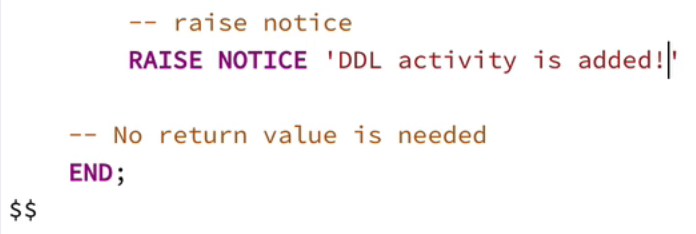 -- raise notice
RAISE NOTICE 'DDL activity is added!'
-- No return value is needed
END;
$$